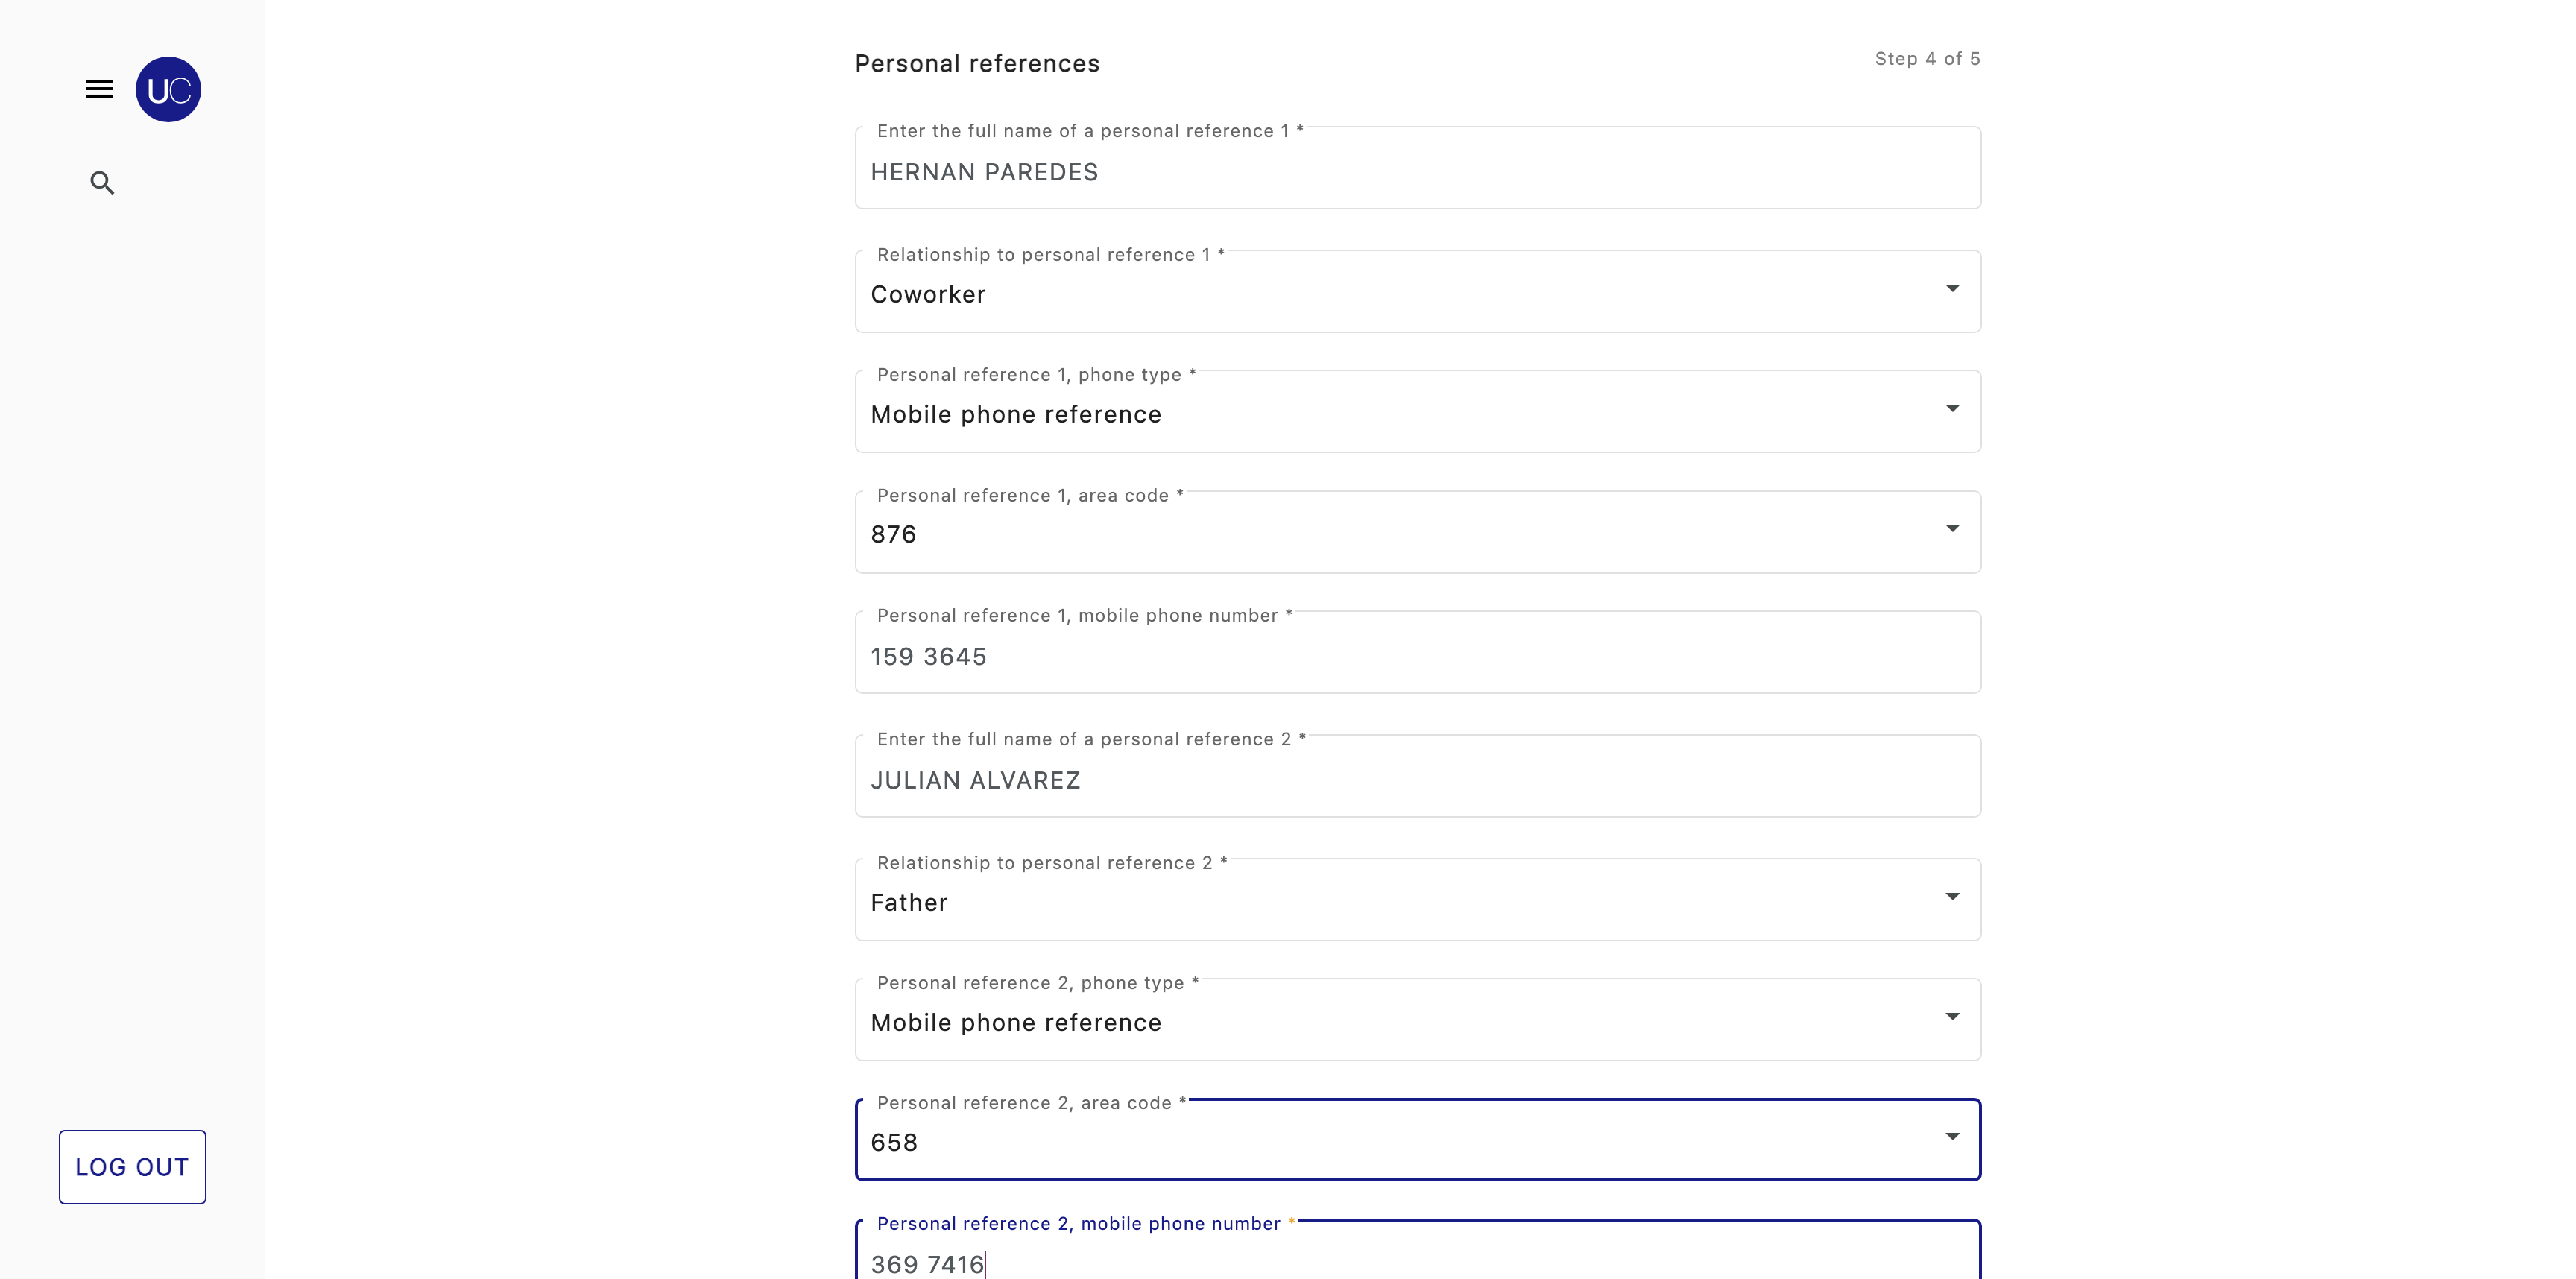 UC
Personal references
Step 4 of 5
Enter the full name of a personal reference 1 *
HERNAN PAREDES
Relationship to personal reference 1 *
Coworker
Personal reference 1, phone type *
Mobile phone reference
Personal reference 1, area code *
876
Personal reference 1, mobile phone number *
159 3645
Enter the full name of a personal reference 2 *
JULIAN ALVAREZ
Relationship to personal reference 2 *
Father
Personal reference 2, phone type *
Mobile phone reference
Personal reference 2, area code *
658
Personal reference 2, mobile phone number *
369 7416
LOG OUT